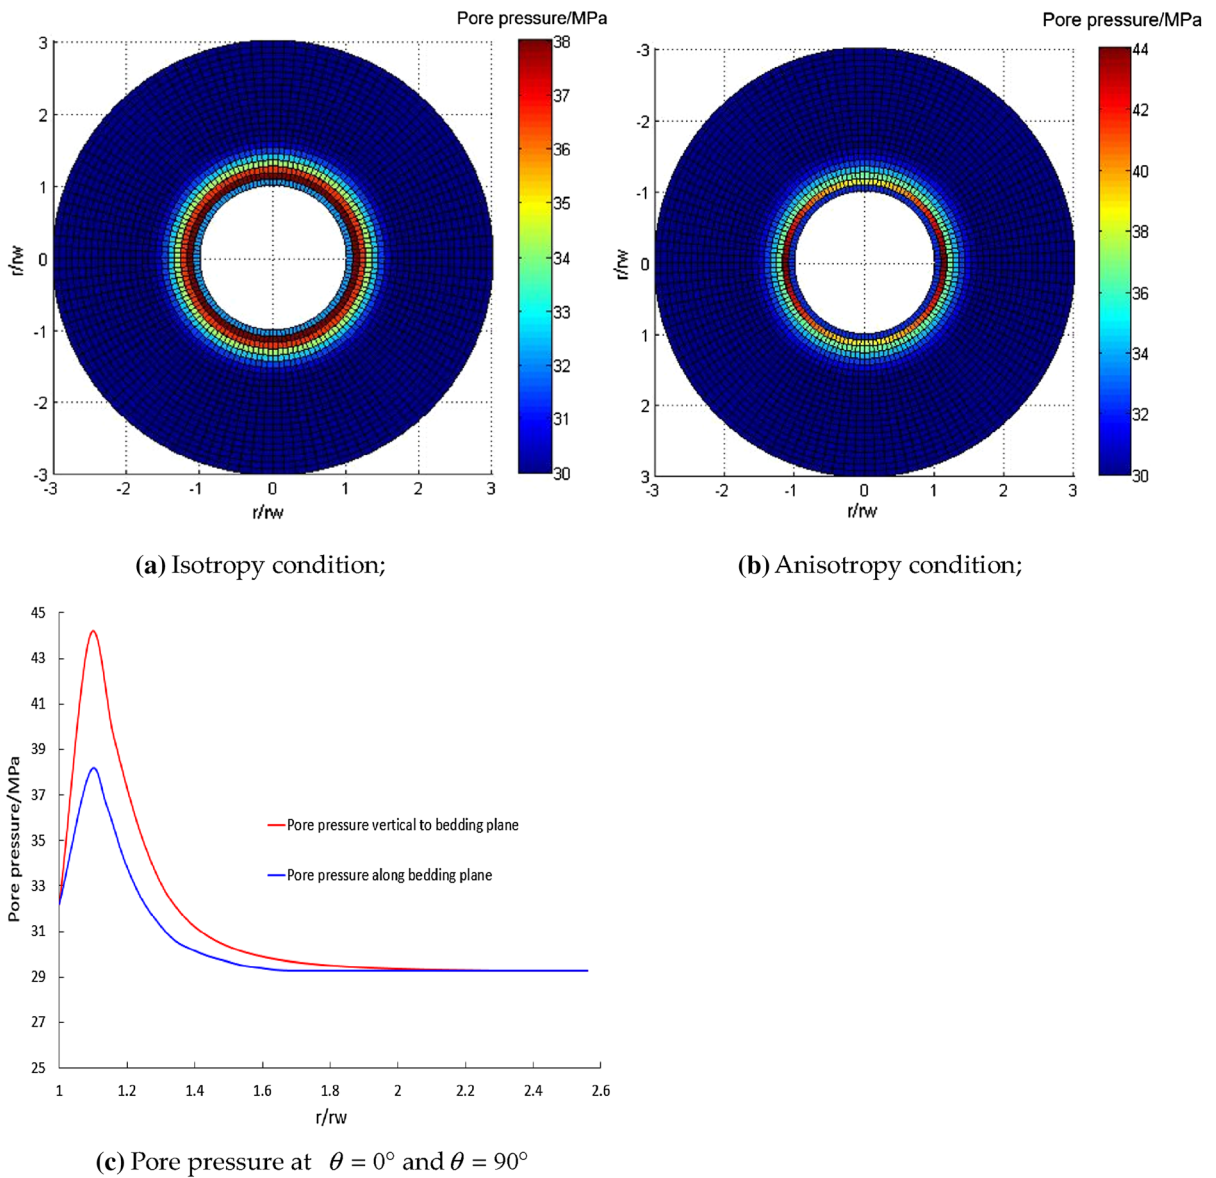 Pore pressure/MPa
3
2
1
0
-1
-2
-3
r/rw
-3 -2 -1 0 1 2 3
r/rw
38
37
36
35
34
33
32
31
30
(a) Isotropy condition;
Pore pressure/MPa
-3
-2
-1
0
1
2
3
r/rw
-3 -2 -1 0 1 2 3
r/rw
44
42
40
38
36
34
32
30
(b) Anisotropy condition;
45
43
41
39
37
35
33
31
29
27
25
Pore pressure/MPa
Pore pressure vertical to bedding plane
Pore pressure along bedding plane
1 1.2 1.4 1.6 1.8 2 2.2 2.4 2.6
r/rw
(c) Pore pressure at θ = 0° and θ = 90°